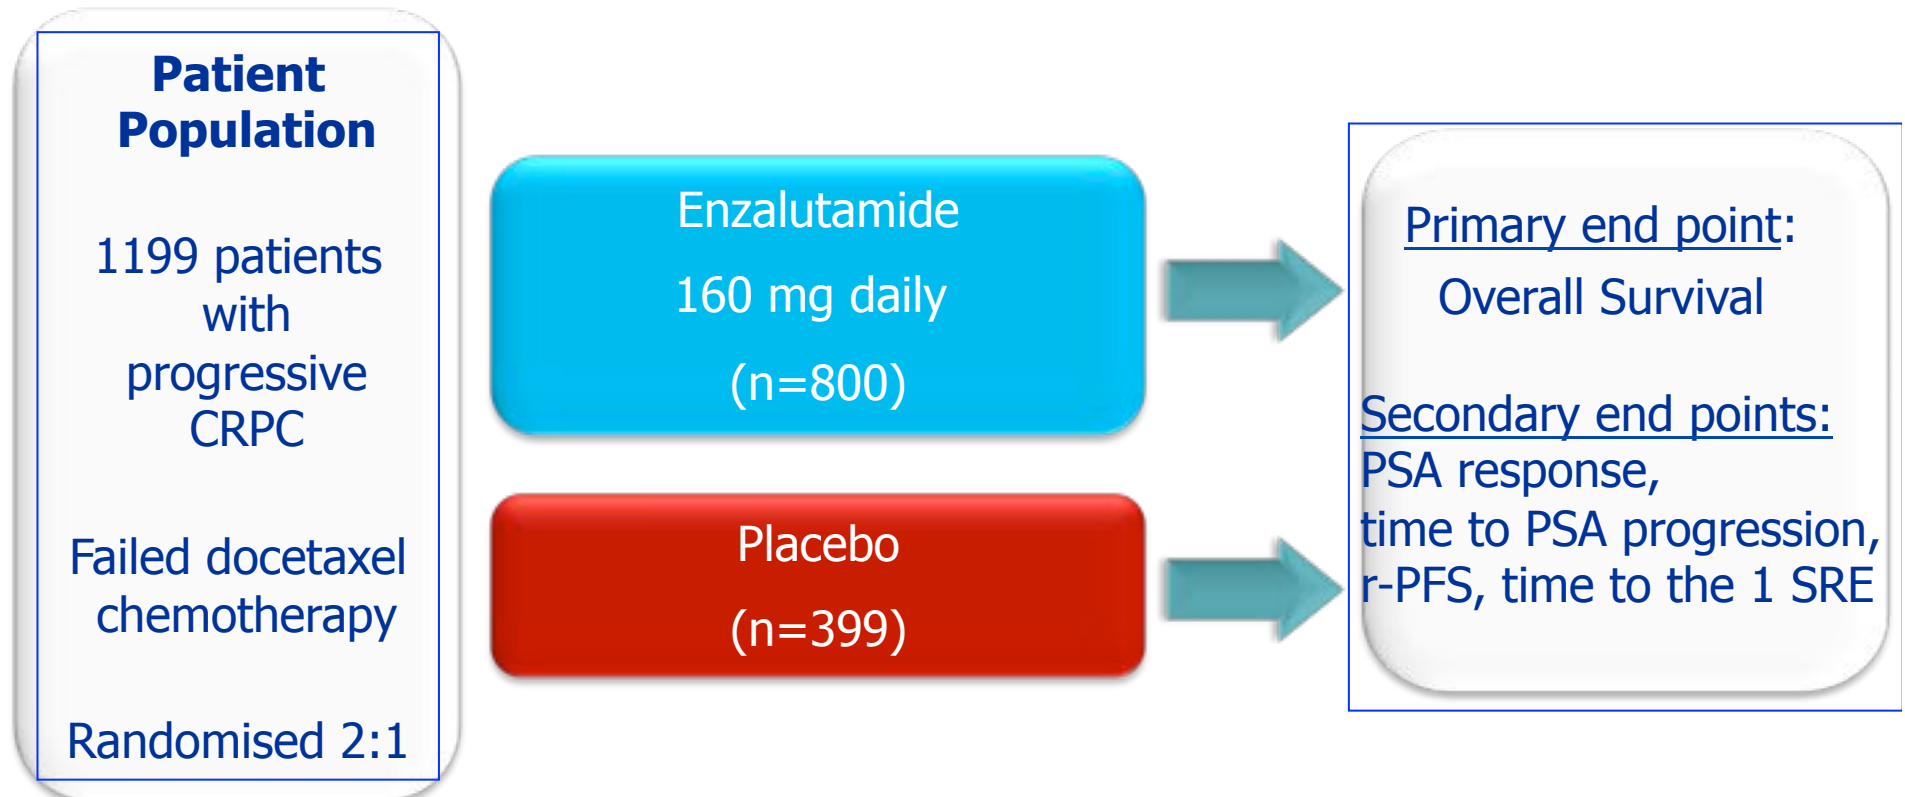 Patient
Population
1199 patients
with
progressive
CRPC
Failed docetaxel
chemotherapy
Randomised 2:1
Enzalutamide
160 mg daily
(n=800)
Placebo
(n=399)
Primary end point:
Overall Survival
Secondary end points:
PSA response,
time to PSA progression,
r-PFS, time to the 1 SRE